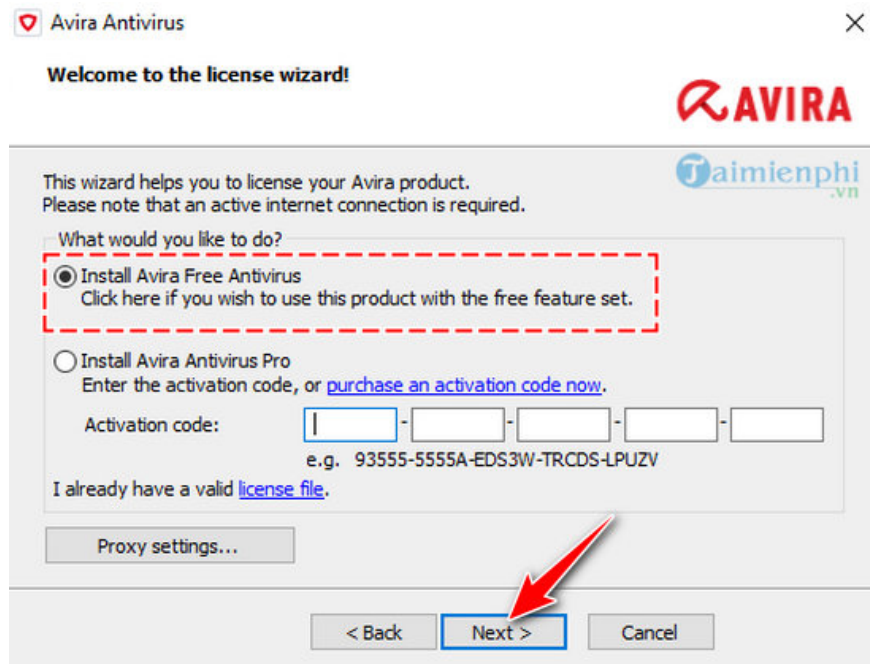 Avira Antivirus
Welcome to the license wizard!
AVIRA
Taimienphi
.vn
This wizard helps you to license your Avira product.
Please note that an active internet connection is required.
What would you like to do?
Install Avira Free Antivirus
Click here if you wish to use this product with the free feature set.
Install Avira Antivirus Pro
Enter the activation code, or purchase an activation code now.
Activation code: - - - -
e.g. 93555-5555A-EDS3W-TRCDS-LPUZV
I already have a valid license file.
Proxy settings...
< Back Next > Cancel